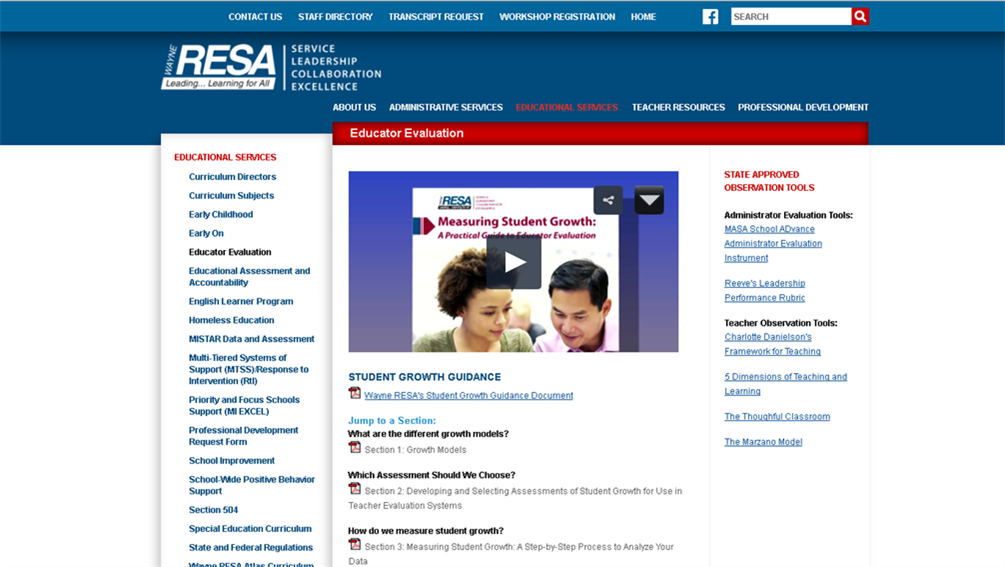 CONTACT US STAFF DIRECTORY TRANSCRIPT REQUEST WORKSHOP REGISTRATION HOME
SEARCH
WAYNE RESA
Leading... Learning for All
SERVICE
LEADERSHIP
COLLABORATION
EXCELLENCE
ABOUT US ADMINISTRATIVE SERVICES EDUCATIONAL SERVICES TEACHER RESOURCES PROFESSIONAL DEVELOPMENT
Educator Evaluation
EDUCATIONAL SERVICES
Curriculum Directors
Curriculum Subjects
Early Childhood
Early On
Educator Evaluation
Educational Assessment and
Accountability
English Learner Program
Homeless Education
MISTAR Data and Assessment
Multi-Tiered Systems of
Support (MTSS)/Response to
Intervention (RtI)
Priority and Focus Schools
Support (MI EXCEL)
Professional Development
Request Form
School Improvement
School-Wide Positive Behavior
Support
Section 504
Special Education Curriculum
State and Federal Regulations
Wayne RESA Atlas Curriculum
RESA
Measuring Student Growth:
A Practical Guide to Educator Evaluation
STUDENT GROWTH GUIDANCE
Wayne RESA's Student Growth Guidance Document
Jump to a Section:
What are the different growth models?
Section 1: Growth Models
Which Assessment Should We Choose?
Section 2: Developing and Selecting Assessments of Student Growth for Use in
Teacher Evaluation Systems
How do we measure student growth?
Section 3: Measuring Student Growth: A Step-by-Step Process to Analyze Your
Data
STATE APPROVED
OBSERVATION TOOLS
Administrator Evaluation Tools:
MASA School ADvance
Administrator Evaluation
Instrument
Reeve's Leadership
Performance Rubric
Teacher Observation Tools:
Charlotte Danielson's
Framework for Teaching
5 Dimensions of Teaching and
Learning
The Thoughful Classroom
The Marzano Model